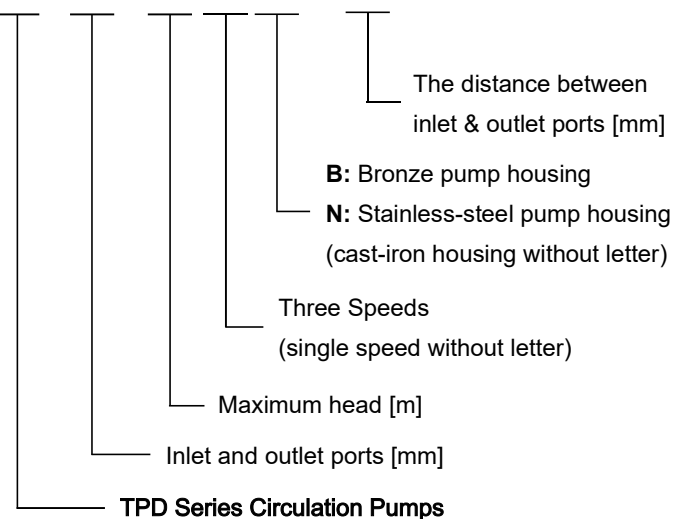 The distance between
inlet & outlet ports [mm]
B: Bronze pump housing
N: Stainless-steel pump housing
(cast-iron housing without letter)
Three Speeds
(single speed without letter)
Maximum head [m]
Inlet and outlet ports [mm]
TPD Series Circulation Pumps